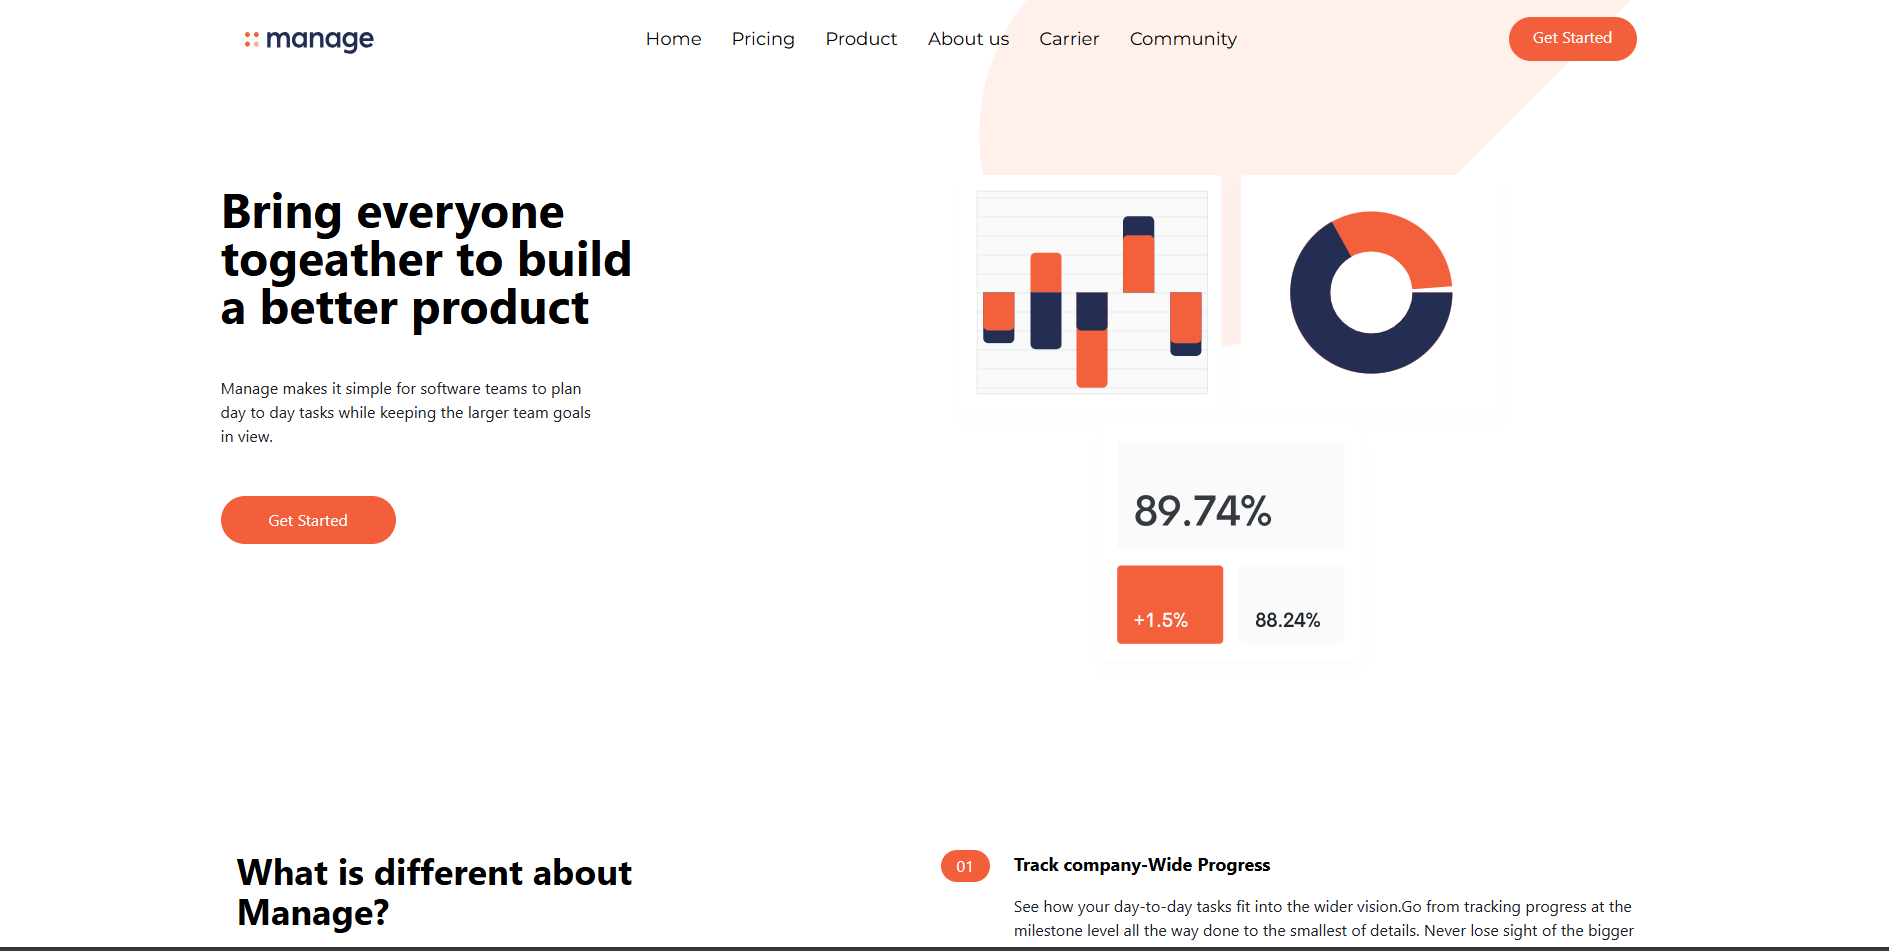 manage
Home Pricing Product About us Carrier Community
Get Started
Bring everyone
togeather to build
a better product
Manage makes it simple for software teams to plan
day to day tasks while keeping the larger team goals
in view.
Get Started
89.74%
+1.5%
88.24%
What is different about
Manage?
01
Track company-Wide Progress
See how your day-to-day tasks fit into the wider vision.Go from tracking progress at the
milestone level all the way done to the smallest of details. Never lose sight of the bigger